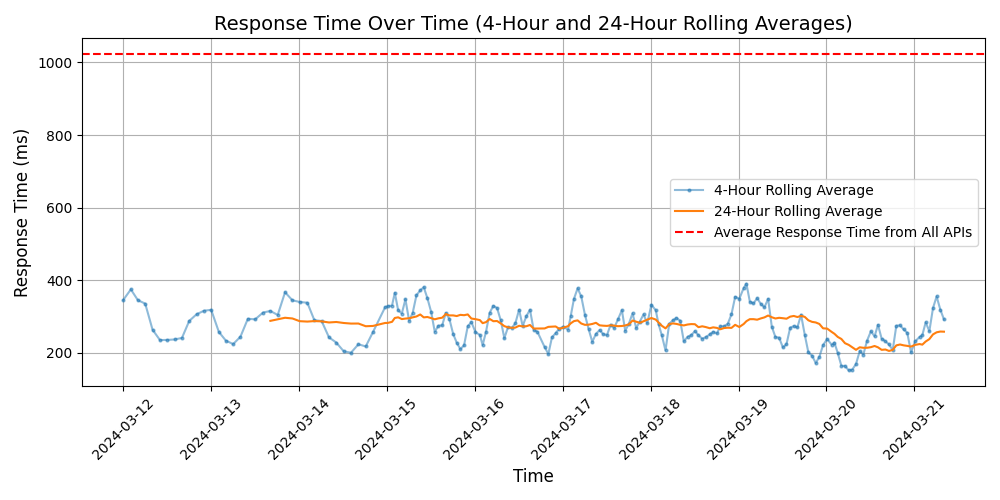 Response Time Over Time (4-Hour and 24-Hour Rolling Averages)
Response Time (ms)
1000
800
600
400
200
4-Hour Rolling Average
24-Hour Rolling Average
Average Response Time from All APIs
2024-03-12
2024-03-13
2024-03-14
2024-03-15
2024-03-16
2024-03-17
2024-03-18
2024-03-19
2024-03-20
2024-03-21
Time